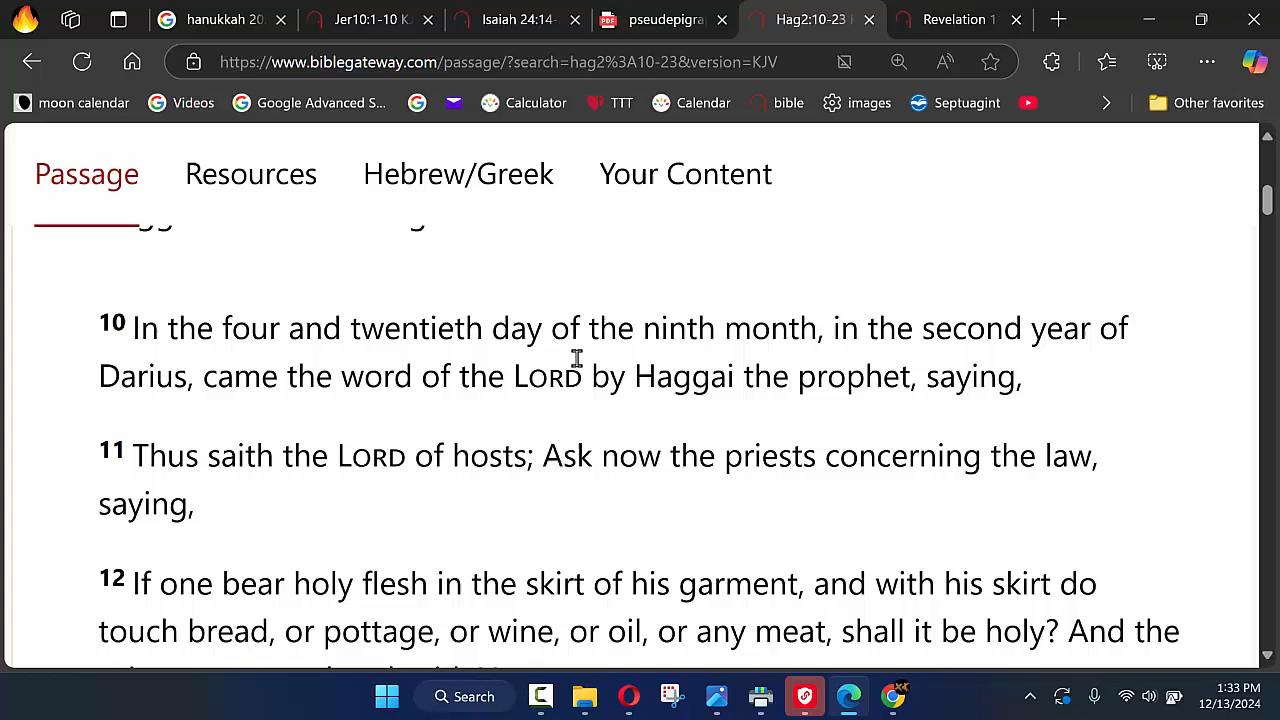 hanukkah 20
Jer10:1-10 K
Isaiah 24:14-
pseudepigra
Hag2:10-23
Revelation 1
https://www.biblegateway.com/passage/?search=hag2%3A10-23&version=KJV
moon calendar
Videos
Google Advanced S...
Calculator
TTT
Calendar
bible
images
Septuagint
Other favorites
Passage
Resources
Hebrew/Greek
Your Content
10 In the four and twentieth day of the ninth month, in the second year of
Darius, came the word of the LORD by Haggai the prophet, saying,
11 Thus saith the LORD of hosts; Ask now the priests concerning the law,
saying,
12 If one bear holy flesh in the skirt of his garment, and with his skirt do
touch bread, or pottage, or wine, or oil, or any meat, shall it be holy? And the
Search
1:33 PM
12/13/2024